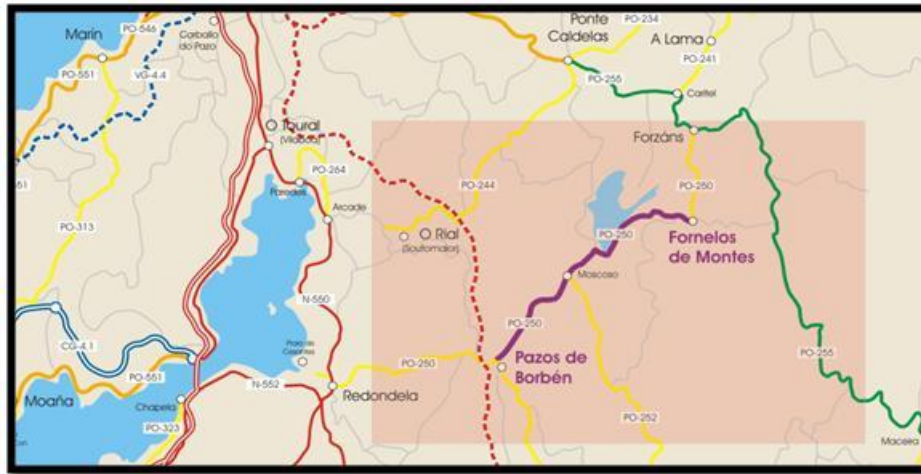 Marín
PO-546
Carballo
do Pazo
PO-551
VG-4.4
Ponte
Caldelas
PO-234
A Lama
PO-241
PO-255
Caritel
O Toural
(Vilaboa)
Forzáns
PO-264
Paredes
Arcade
PO-244
PO-250
O Rial
(Soutomaior)
PO-313
PO-250
Fornelos
de Montes
Moscoso
N-550
CG-4.1
PO-551
PO-250
PO-250
Pazos de
Borbén
PO-255
Moaña
Chapela
N-552
Redondela
PO-252
PO-323
Maceira